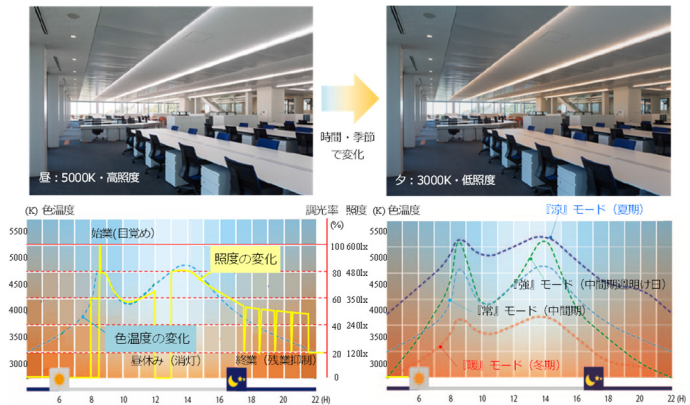 昼：5000K・高照度
時間・季節
で変化
夕：3000K・低照度
(K) 色温度
調光率 照度
(%)
5500
5000
4500
4000
3500
3000
始業(目覚め)
照度の変化
色温度の変化
昼休み（消灯）
終業（残業抑制）
100 600lx
80 480lx
60 350lx
40 240lx
20 120lx
0
6 8 10 12 14 16 18 20 22 (H)
(K) 色温度
『涼』モード（夏期）
5500
5000
4500
4000
3500
3000
『強』モード（中間期曜明け日）
『常』モード（中間期）
『暖』モード（冬期）
6 8 10 12 14 16 18 20 22 (H)